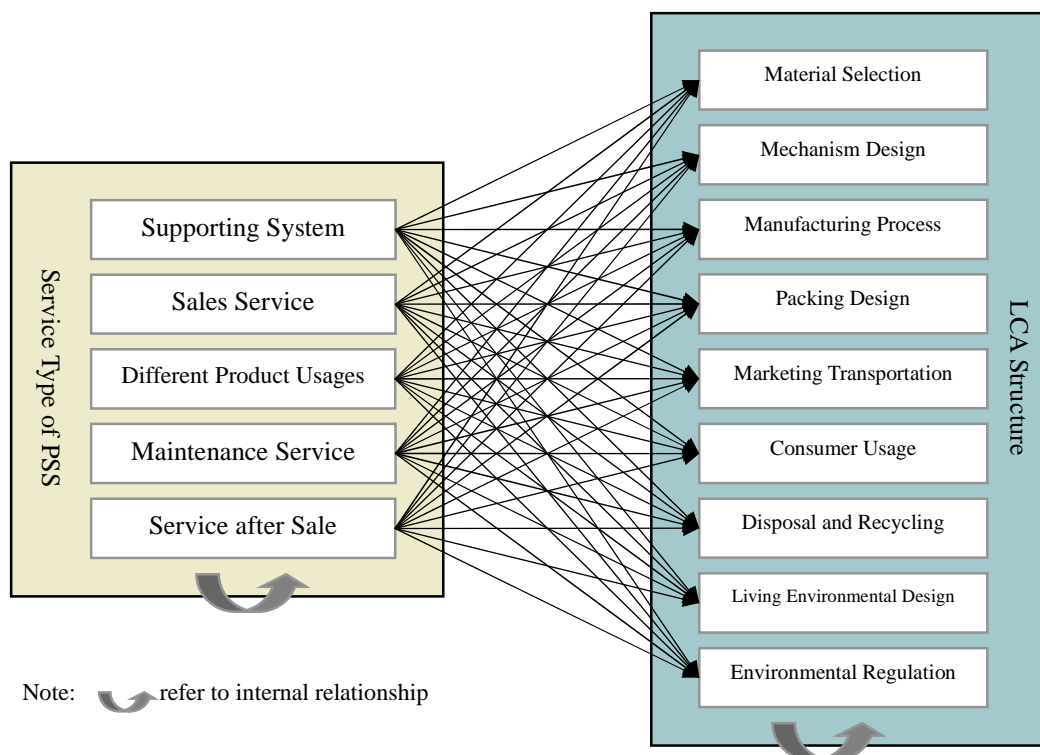 Service Type of PSS
Supporting System
Sales Service
Different Product Usages
Maintenance Service
Service after Sale
Material Selection
Mechanism Design
Manufacturing Process
Packing Design
Marketing Transportation
Consumer Usage
Disposal and Recycling
Living Environmental Design
Environmental Regulation
LCA Structure
Note: refer to internal relationship